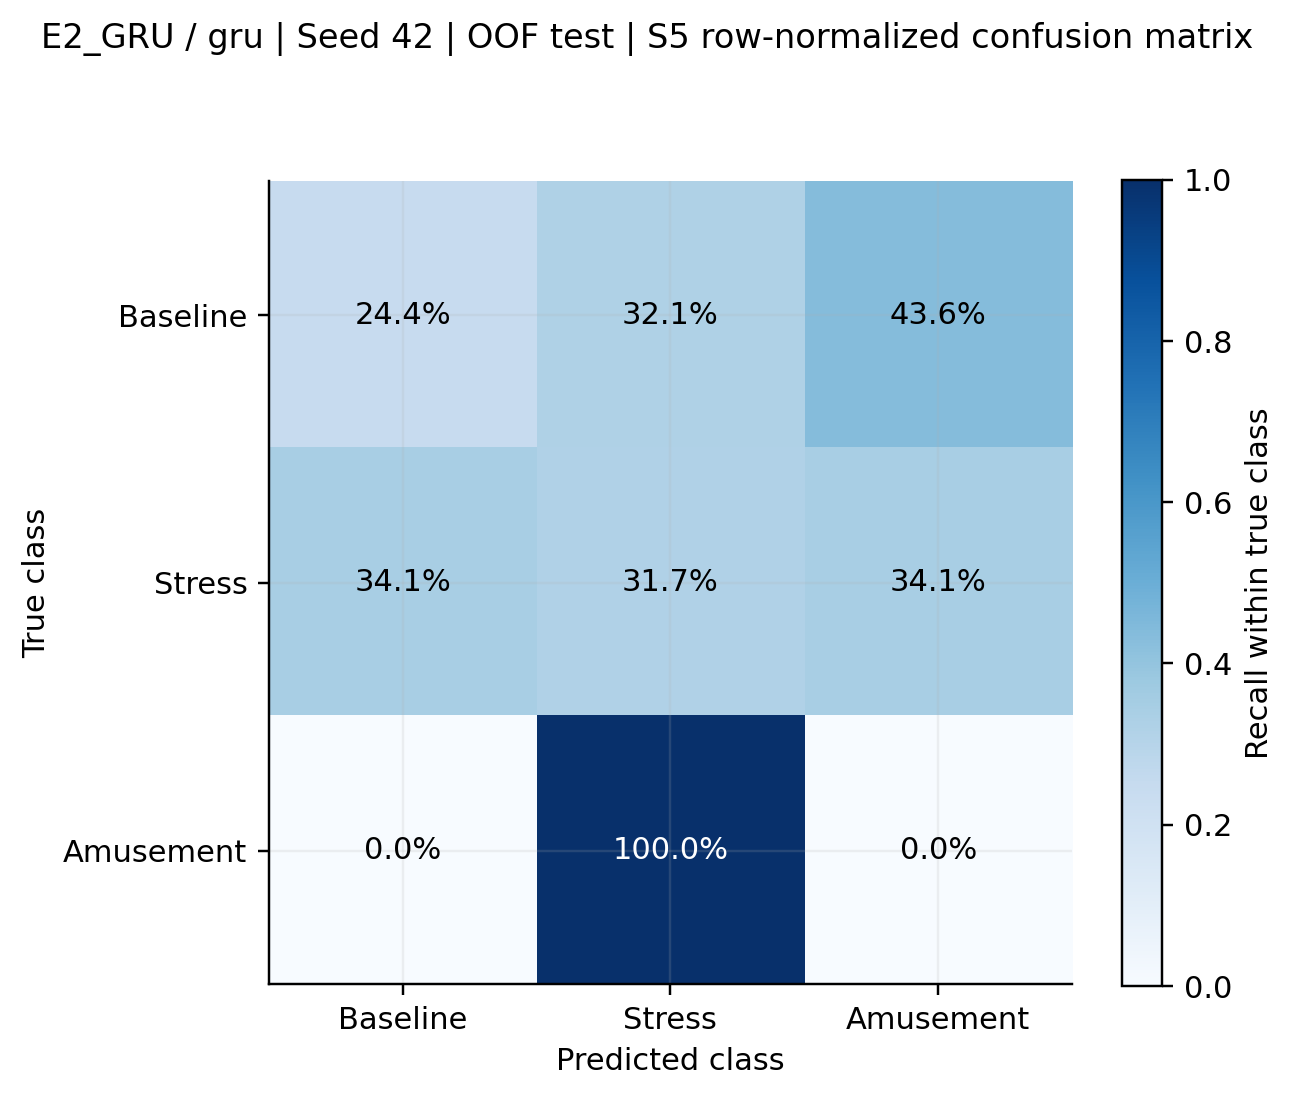 E2_GRU / gru | Seed 42 | OOF test | S5 row-normalized confusion matrix
Baseline
24.4%
32.1%
43.6%
Stress
34.1%
31.7%
34.1%
Amusement
0.0%
100.0%
0.0%
Baseline
Stress
Amusement
Predicted class
True class
1.0
0.8
0.6
0.4
0.2
0.0
Recall within true class